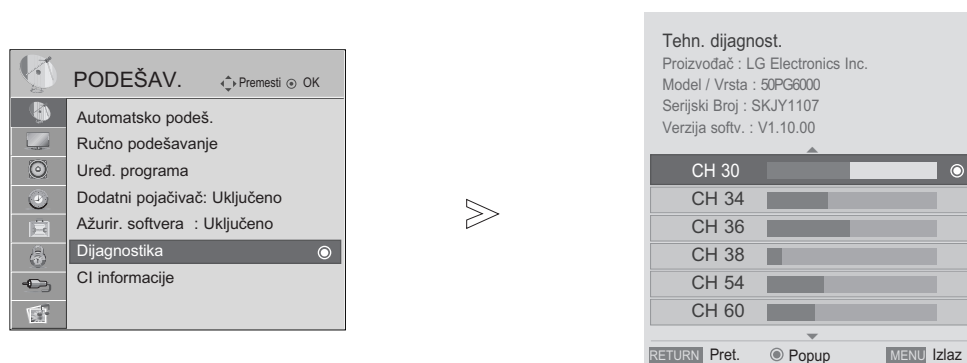 PODEŠAV.
Premesti OK
Automatsko podeš.
Ručno podešavanje
Uređ. programa
Dodatni pojačivač: Uključeno
Ažurir. softvera : Uključeno
Dijagnostika
CI informacije
Tehn. dijagnost.
Proizvođač : LG Electronics Inc.
Model / Vrsta : 50PG6000
Serijski Broj : SKJY1107
Verzija softv. : V1.10.00
CH 30
CH 34
CH 36
CH 38
CH 54
CH 60
RETURN Pret. Popup MENU Izlaz